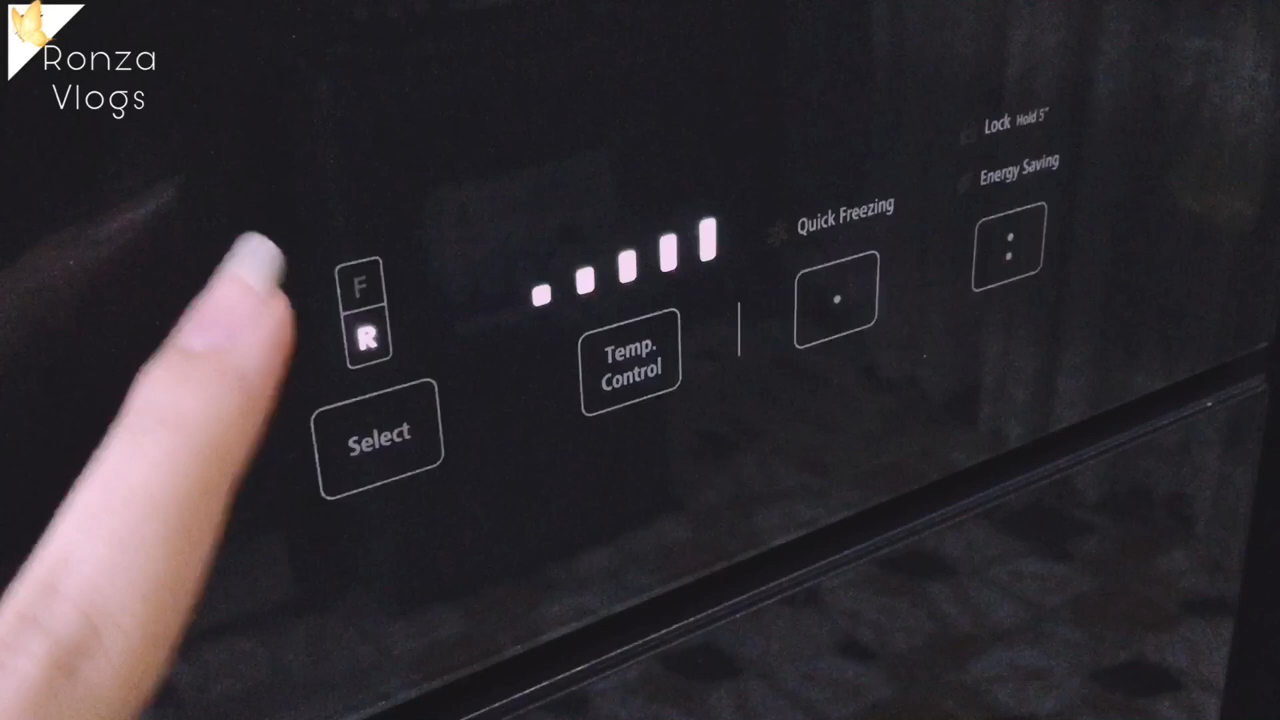 Ronza
Vlogs
Lock Hold 5"
Energy Saving
Quick Freezing
F
R
Temp.
Control
Select